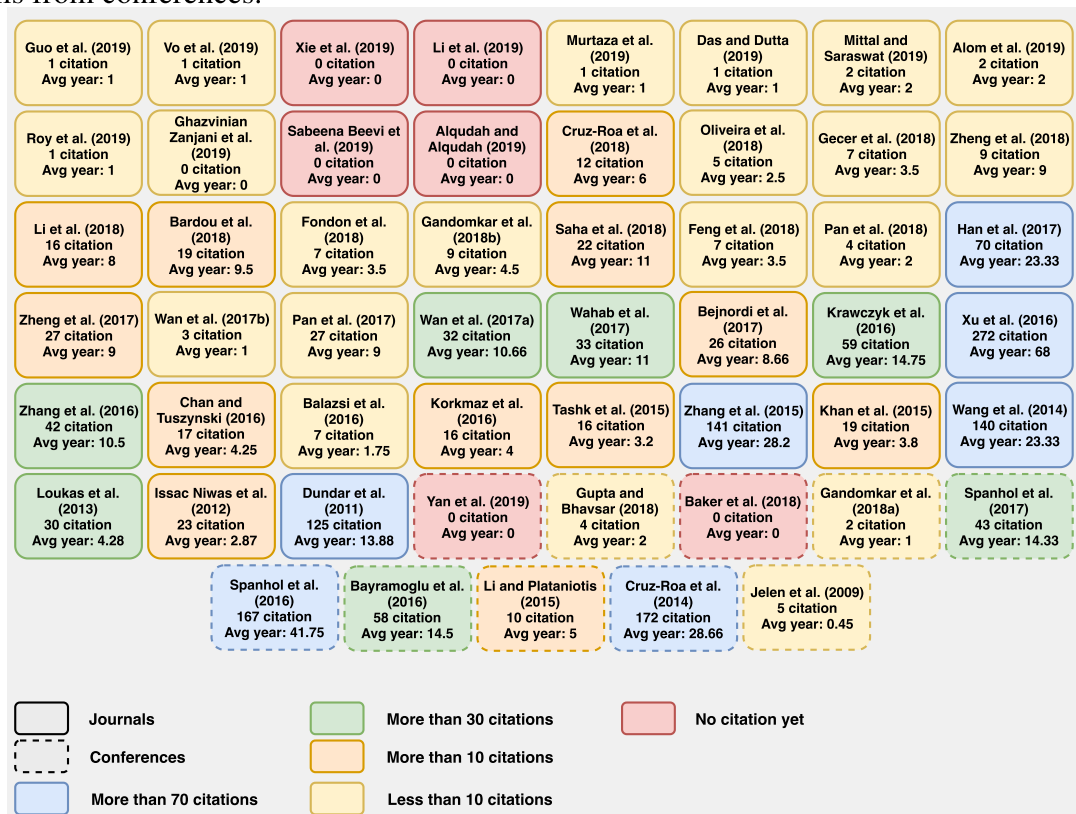 ns from conferences.
Guo et al. (2019)
1 citation
Avg year: 1
Vo et al. (2019)
1 citation
Avg year: 1
Xie et al. (2019)
0 citation
Avg year: 0
Li et al. (2019)
0 citation
Avg year: 0
Murtaza et al.
(2019)
1 citation
Avg year: 1
Das and Dutta
(2019)
1 citation
Avg year: 1
Mittal and
Saraswat (2019)
2 citation
Avg year: 2
Alom et al. (2019)
2 citation
Avg year: 2
Roy et al. (2019)
1 citation
Avg year: 1
Ghazvinian
Zanjani et al.
(2019)
0 citation
Avg year: 0
Sabeena Beevi et
al. (2019)
0 citation
Avg year: 0
Alqudah and
Alqudah (2019)
0 citation
Avg year: 0
Cruz-Roa et al.
(2018)
12 citation
Avg year: 6
Oliveira et al.
(2018)
5 citation
Avg year: 2.5
Gecer et al. (2018)
7 citation
Avg year: 3.5
Zheng et al. (2018)
9 citation
Avg year: 9
Li et al. (2018)
16 citation
Avg year: 8
Bardou et al.
(2018)
19 citation
Avg year: 9.5
Fondon et al.
(2018)
7 citation
Avg year: 3.5
Gandomkar et al.
(2018b)
9 citation
Avg year: 4.5
Saha et al. (2018)
22 citation
Avg year: 11
Feng et al. (2018)
7 citation
Avg year: 3.5
Pan et al. (2018)
4 citation
Avg year: 2
Han et al. (2017)
70 citation
Avg year: 23.33
Zheng et al. (2017)
27 citation
Avg year: 9
Wan et al. (2017b)
3 citation
Avg year: 1
Pan et al. (2017)
27 citation
Avg year: 9
Wan et al. (2017a)
32 citation
Avg year: 10.66
Wahab et al.
(2017)
33 citation
Avg year: 11
Bejnordi et al.
(2017)
26 citation
Avg year: 8.66
Krawczyk et al.
(2016)
59 citation
Avg year: 14.75
Xu et al. (2016)
272 citation
Avg year: 68
Zhang et al. (2016)
42 citation
Avg year: 10.5
Chan and
Tuszynski (2016)
17 citation
Avg year: 4.25
Balazsi et al.
(2016)
7 citation
Avg year: 1.75
Korkmaz et al.
(2016)
16 citation
Avg year: 4
Tashk et al. (2015)
16 citation
Avg year: 3.2
Zhang et al. (2015)
141 citation
Avg year: 28.2
Khan et al. (2015)
19 citation
Avg year: 3.8
Wang et al. (2014)
140 citation
Avg year: 23.33
Loukas et al.
(2013)
30 citation
Avg year: 4.28
Issac Niwas et al.
(2012)
23 citation
Avg year: 2.87
Dundar et al.
(2011)
125 citation
Avg year: 13.88
Yan et al. (2019)
0 citation
Avg year: 0
Gupta and
Bhavsar (2018)
4 citation
Avg year: 2
Baker et al. (2018)
0 citation
Avg year: 0
Gandomkar et al.
(2018a)
2 citation
Avg year: 1
Spanhol et al.
(2017)
43 citation
Avg year: 14.33
Spanhol et al.
(2016)
167 citation
Avg year: 41.75
Bayramoglu et al.
(2016)
58 citation
Avg year: 14.5
Li and Plataniotis
(2015)
10 citation
Avg year: 5
Cruz-Roa et al.
(2014)
172 citation
Avg year: 28.66
Jelen et al. (2009)
5 citation
Avg year: 0.45
Journals
Conferences
More than 70 citations
More than 30 citations
More than 10 citations
Less than 10 citations
No citation yet